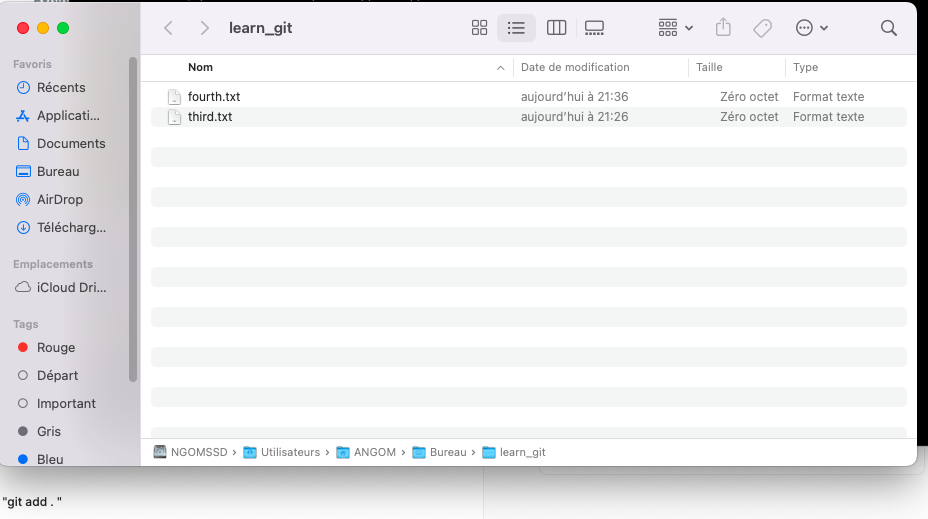 learn_git
Favoris
Récents
Applicati...
Documents
Bureau
AirDrop
Télécharg...
Emplacements
iCloud Dri...
Tags
Rouge
Départ
Important
Gris
Bleu
Nom Date de modification Taille Type
fourth.txt aujourd’hui à 21:36 Zéro octet Format texte
third.txt aujourd’hui à 21:26 Zéro octet Format texte
NGOMSSD › Utilisateurs › ANGOM › Bureau › learn_git
"git add . "